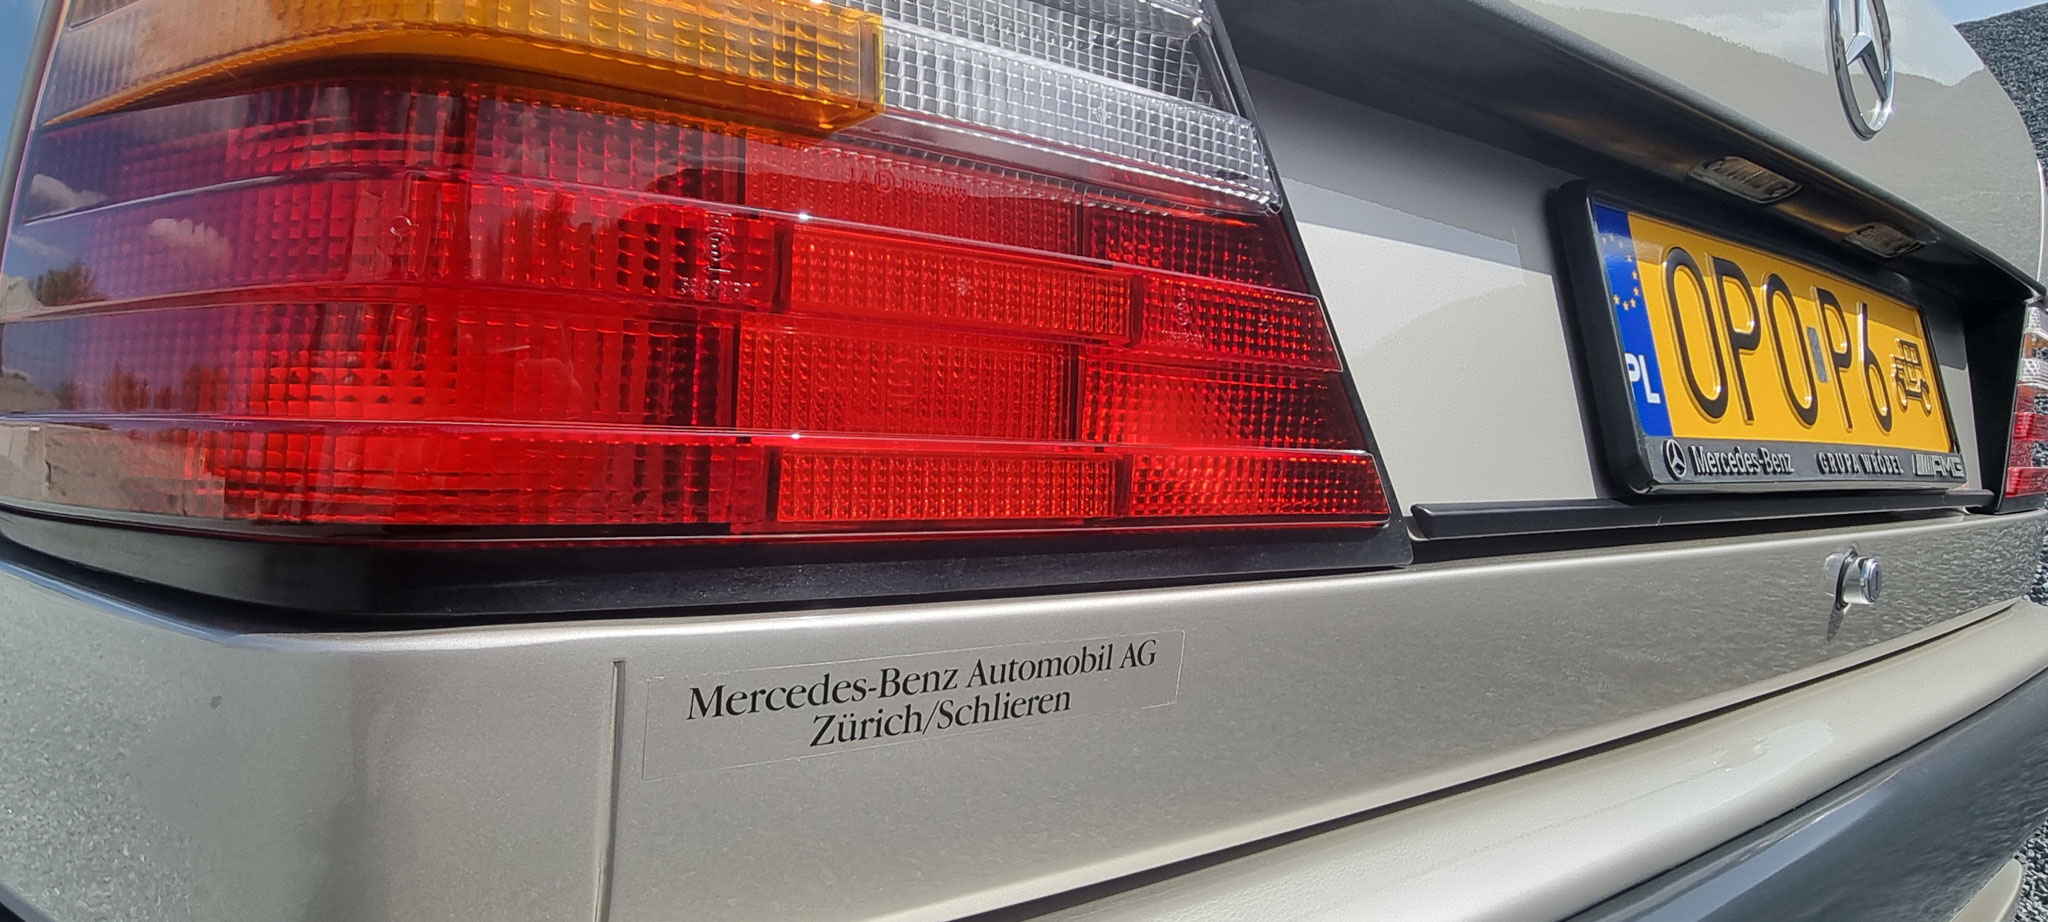 PL
OPO P6
Mercedes-Benz GRUPA WRÓBEL AMG
Mercedes-Benz Automobil AG
Zürich/Schlieren